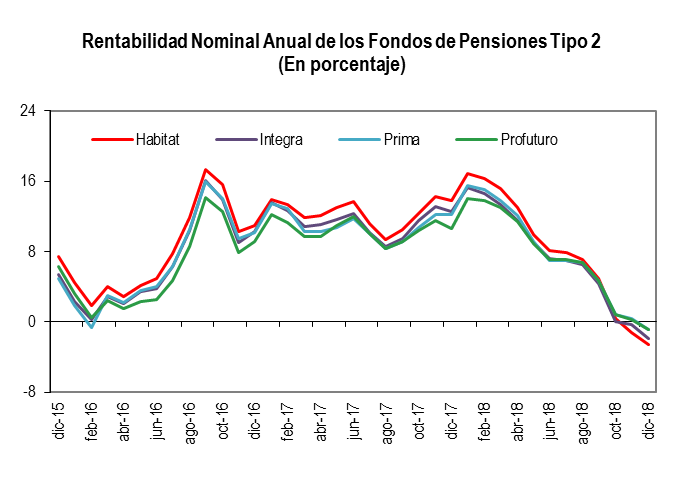 Rentabilidad Nominal Anual de los Fondos de Pensiones Tipo 2
(En porcentaje)
24
Habitat Integra Prima Profuturo
16
8
0
-8
dic-15 feb-16 abr-16 jun-16 ago-16 oct-16 dic-16 feb-17 abr-17 jun-17 ago-17 oct-17 dic-17 feb-18 abr-18 jun-18 ago-18 oct-18 dic-18